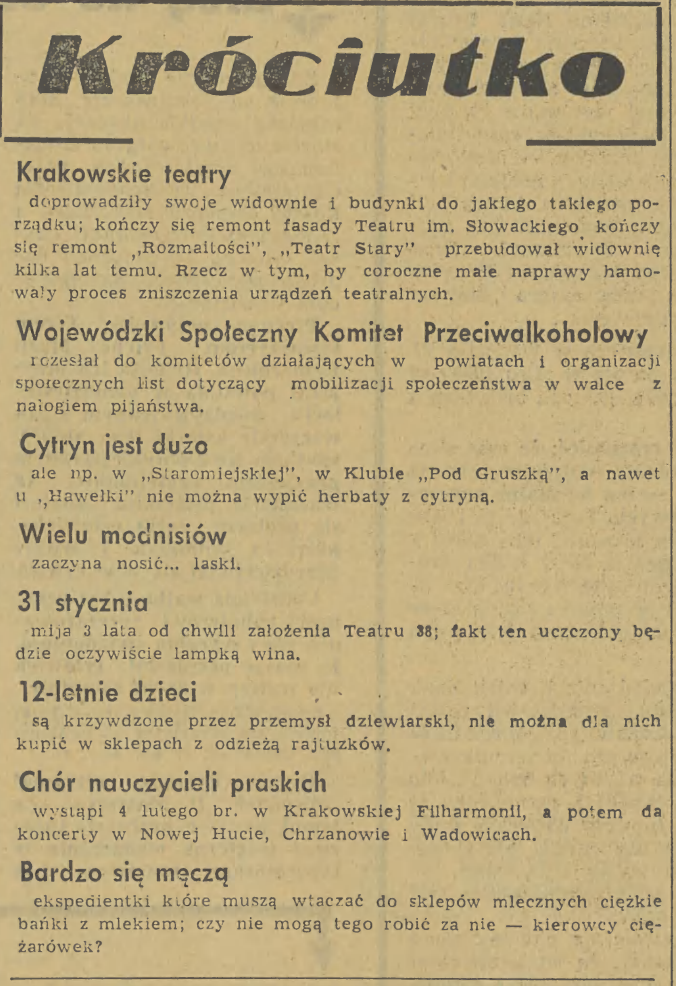 Króciutko
Krakowskie teatry
doprowadziły swoje widownie i budynki do jakiego takiego po-
rządku; kończy się remont fasady Teatru im. Słowackiego, kończy
się remont „Rozmaitości", „Teatr Stary" przebudował widownię
kilka lat temu. Rzecz w tym, by coroczne małe naprawy hamo-
wały proces zniszczenia urządzeń teatralnych.
Wojewódzki Społeczny Komitet Przeciwalkoholowy
rozesłał do komitetów działających w powiatach i organizacji
społecznych list dotyczący mobilizacji społeczeństwa w walce z
nałogiem pijaństwa.
Cytryn jest dużo
ale np. w „Staromiejskiej", w Klubie „Pod Gruszką", a nawet
u „Hawełki" nie można wypić herbaty z cytryną.
Wielu modnisiów
zaczyna nosić... laski.
31 stycznia
mija 3 lata od chwili założenia Teatru 38; fakt ten uczczony bę-
dzie oczywiście lampką wina.
12-letnie dzieci
są krzywdzone przez przemysł dziewiarski, nie można dla nich
kupić w sklepach z odzieżą rajtuzków.
Chór nauczycieli praskich
wystąpi 4 lutego br. w Krakowskiej Filharmonii, a potem da
koncerty w Nowej Hucie, Chrzanowie i Wadowicach.
Bardzo się męczą
ekspedientki które muszą wtaczać do sklepów mlecznych ciężkie
bańki z mlekiem; czy nie mogą tego robić za nie — kierowcy cię-
żarówek?